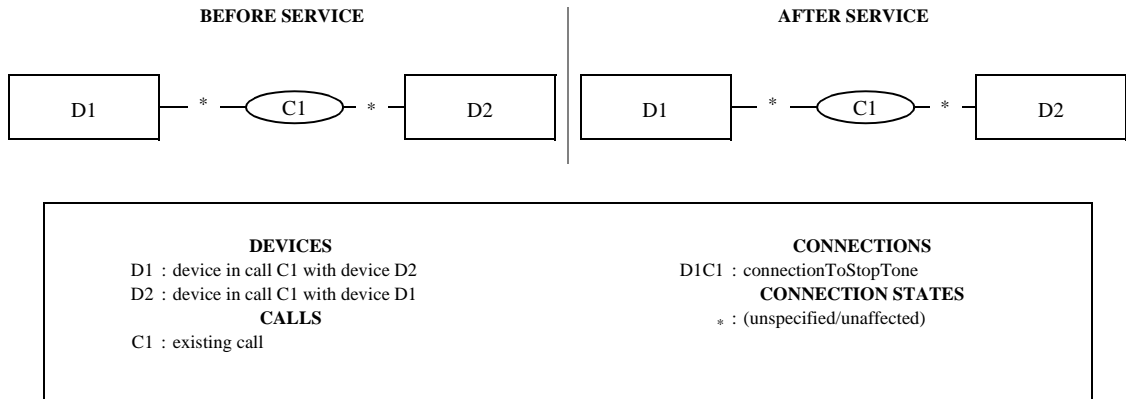 BEFORE SERVICE
AFTER SERVICE
D1 * C1 * D2
D1 * C1 * D2
DEVICES
D1 : device in call C1 with device D2
D2 : device in call C1 with device D1
CALLS
C1 : existing call
CONNECTIONS
D1C1 : connectionToStopTone
CONNECTION STATES
* : (unspecified/unaffected)